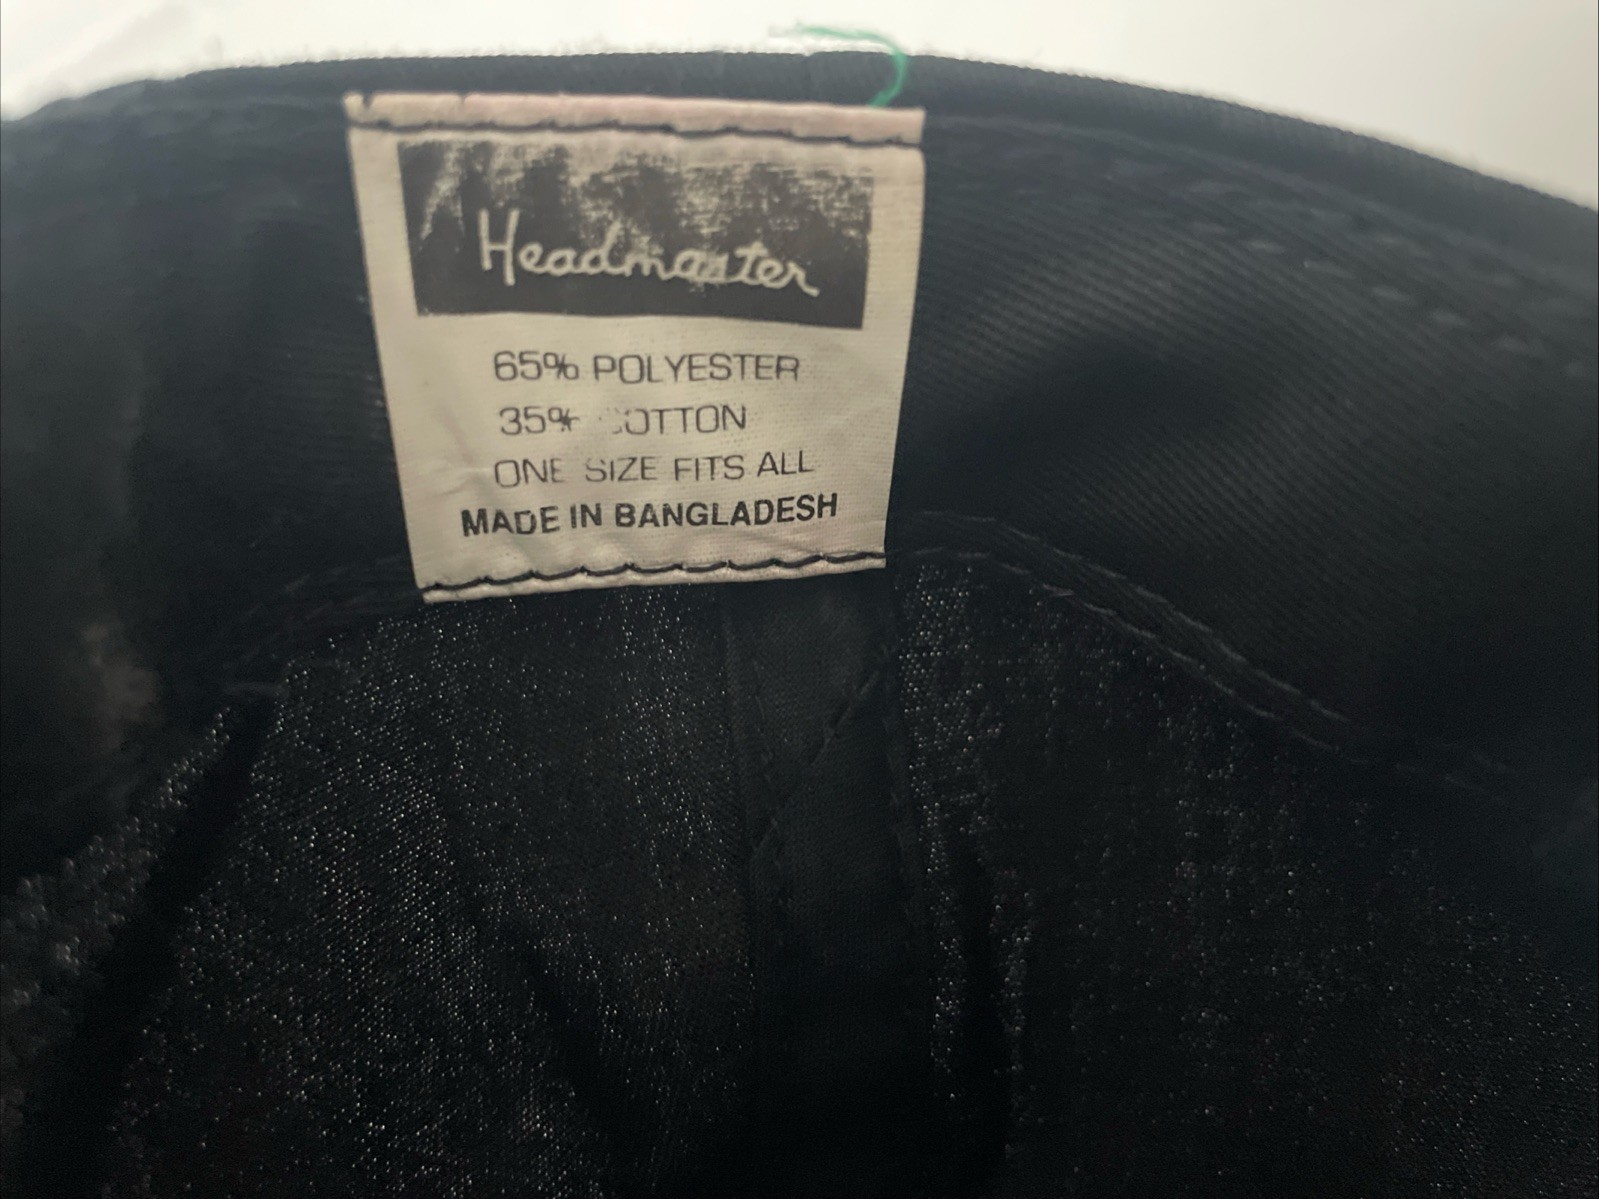 Headmaster
65% POLYESTER
35% COTTON
ONE SIZE FITS ALL
MADE IN BANGLADESH